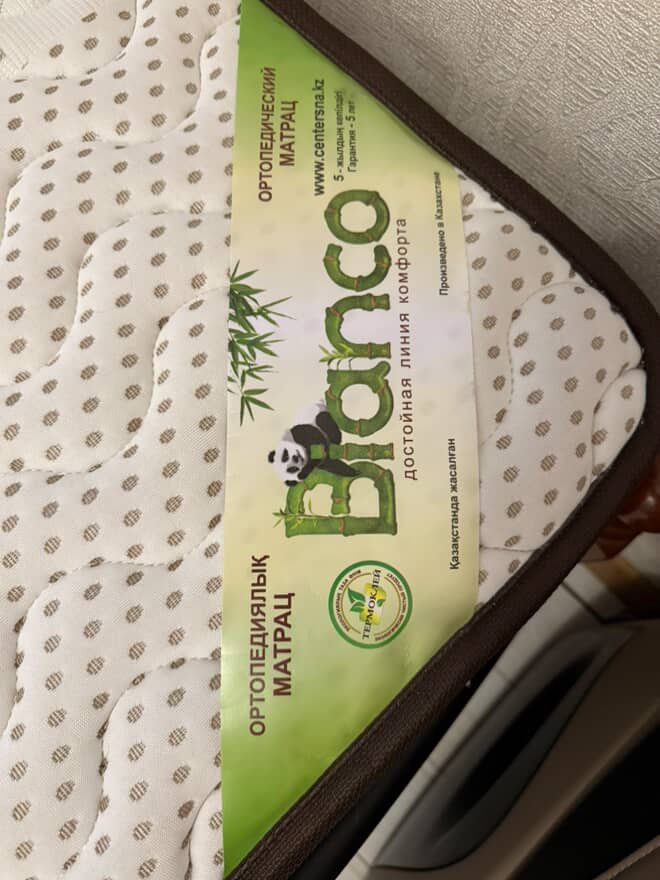 ОРТОПЕДИЯЛЫҚ
МАТРАЦ
ОРТОПЕДИЧЕСКИЙ
МАТРАЦ
www.centersna.kz
5 - жылдық кепілдігі
Гарантия - 5 лет
Bianco
достойная линия комфорта
ТЕРМОКЛЕЙ
Қазақстанда жасалған
Произведено в Казахстане